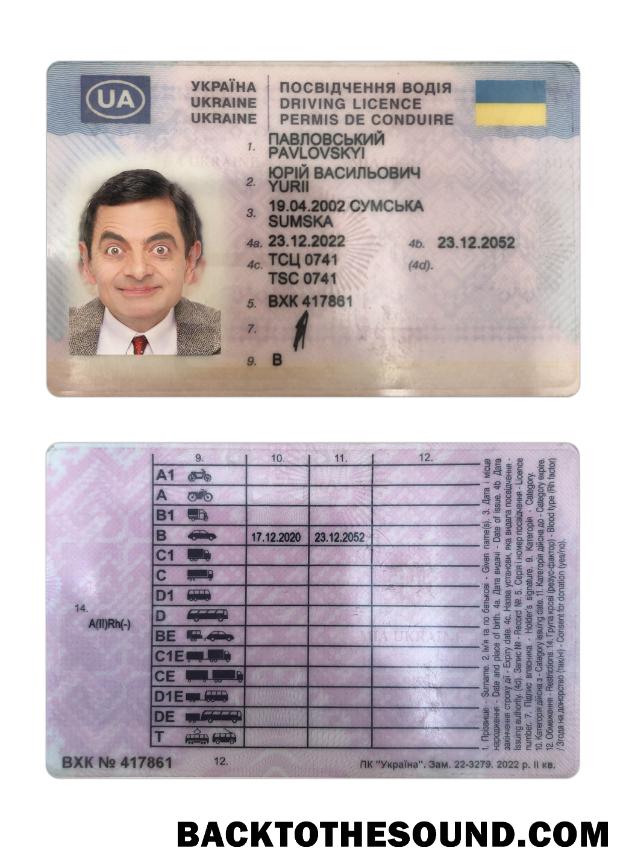 UA
УКРАЇНА
UKRAINE
UKRAINE
ПОСВІДЧЕННЯ ВОДІЯ
DRIVING LICENCE
PERMIS DE CONDUIRE
1. ПАВЛОВСЬКИЙ
PAVLOVSKYI
2. ЮРІЙ ВАСИЛЬОВИЧ
YURII
3. 19.04.2002 СУМСЬКА
SUMSKA
4a. 23.12.2022 4b. 23.12.2052
4c. ТСЦ 0741 (4d).
TSC 0741
5. ВХК 417861
7.
9. B
9. 10. 11. 12.
A1
A
B1
B 17.12.2020 23.12.2052
C1
C
D1
D
BE
C1E
CE
D1E
DE
T
14.
A(II)Rh(-)
MIA UKRAINE
1. Прізвище - Surname. 2. Ім'я та по батькові - Given name(s). 3. Дата і місце
народження - Date and place of birth. 4a. Дата видачі - Date of issue. 4b. Дата
закінчення строку дії - Expiry date. 4c. Назва установи, яка видала посвідчення -
Issuing authority. (4d). Запис № - Record №. 5. Серія і номер посвідчення - Licence
number. 7. Підпис власника - Holder's signature. 9. Категорія - Category.
10. Категорія дійсна з - Category issuing date. 11. Категорія дійсна до - Category expire.
12. Обмеження - Restrictions 14. Група крові (резус-фактор) - Blood type (Rh factor)
/ Згода на донорство (так/ні) - Consent for donation (yes/no).
ВХК № 417861 12. ПК "Україна". Зам. 22-3279. 2022 р. ІІ кв.
BACKTOTHESOUND.COM